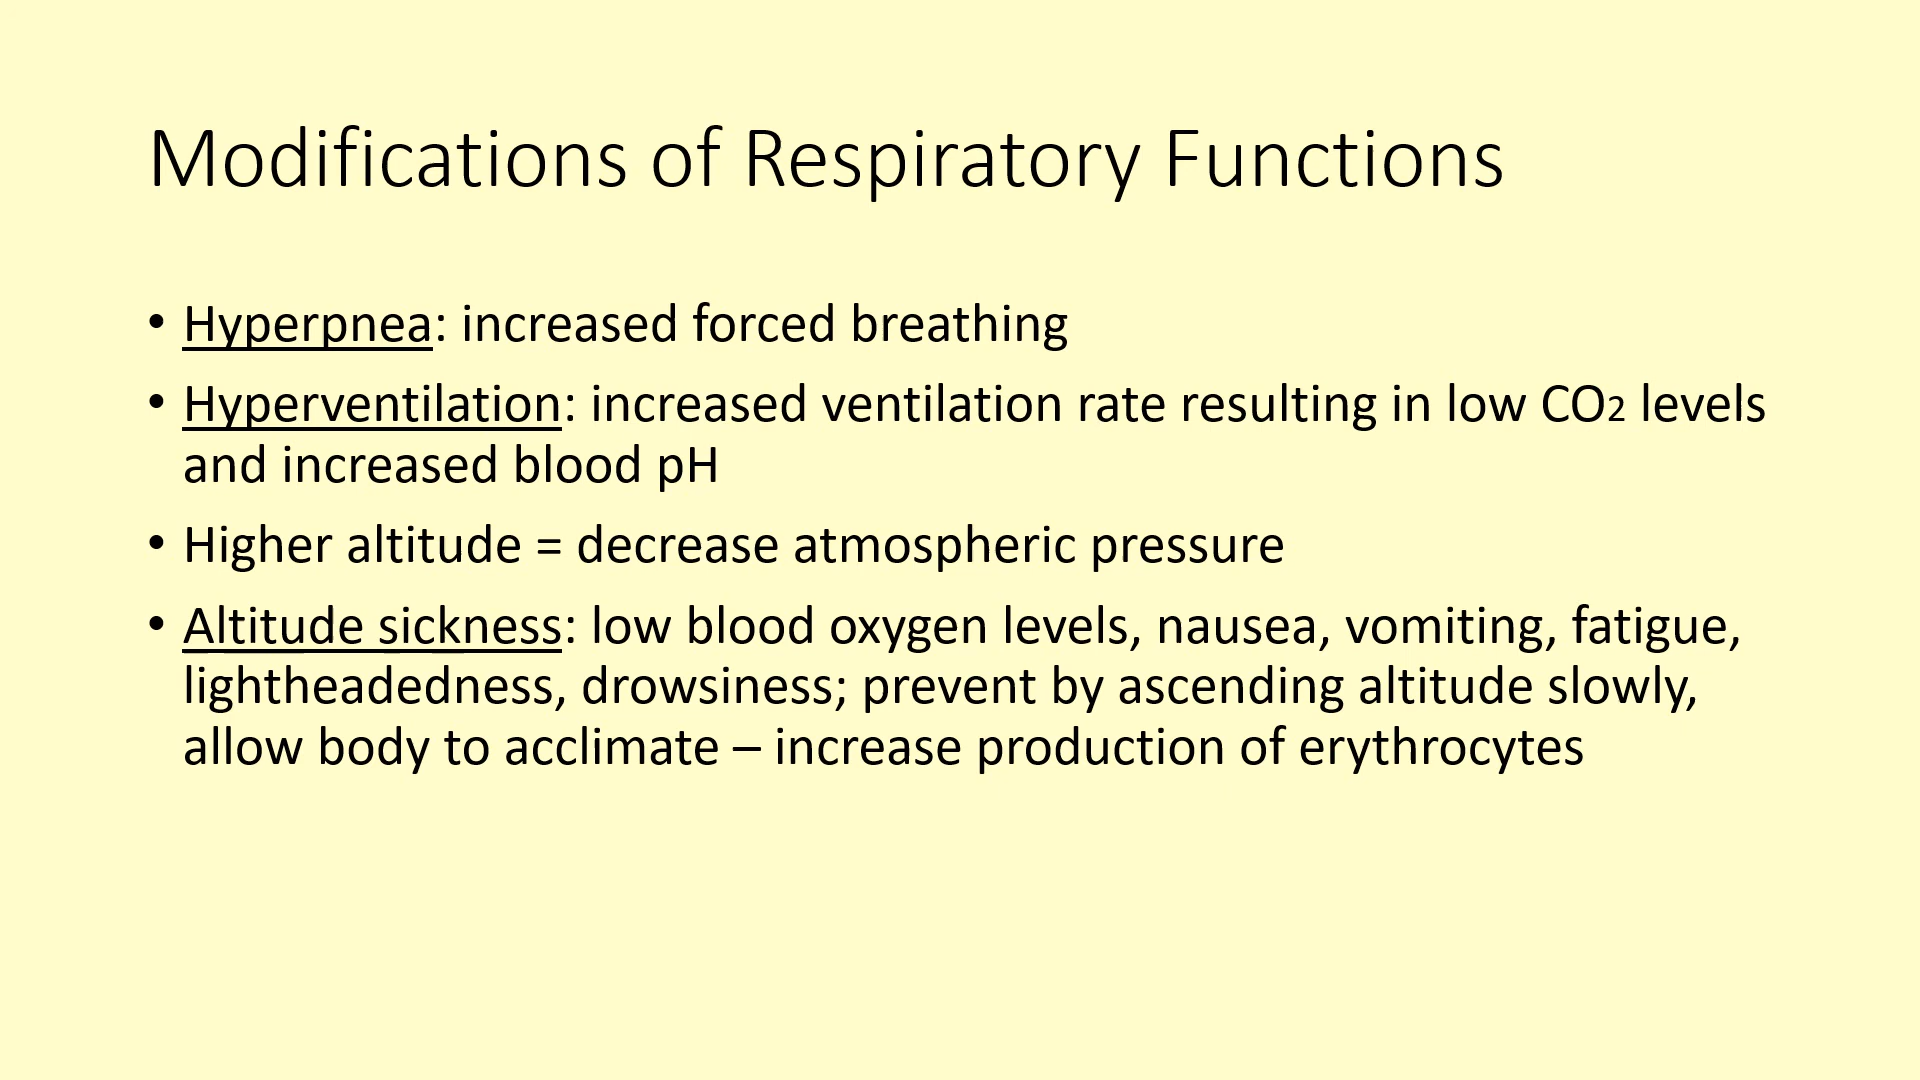 Modifications of Respiratory Functions
• Hyperpnea: increased forced breathing
• Hyperventilation: increased ventilation rate resulting in low CO2 levels
and increased blood pH
• Higher altitude = decrease atmospheric pressure
• Altitude sickness: low blood oxygen levels, nausea, vomiting, fatigue,
lightheadedness, drowsiness; prevent by ascending altitude slowly,
allow body to acclimate – increase production of erythrocytes